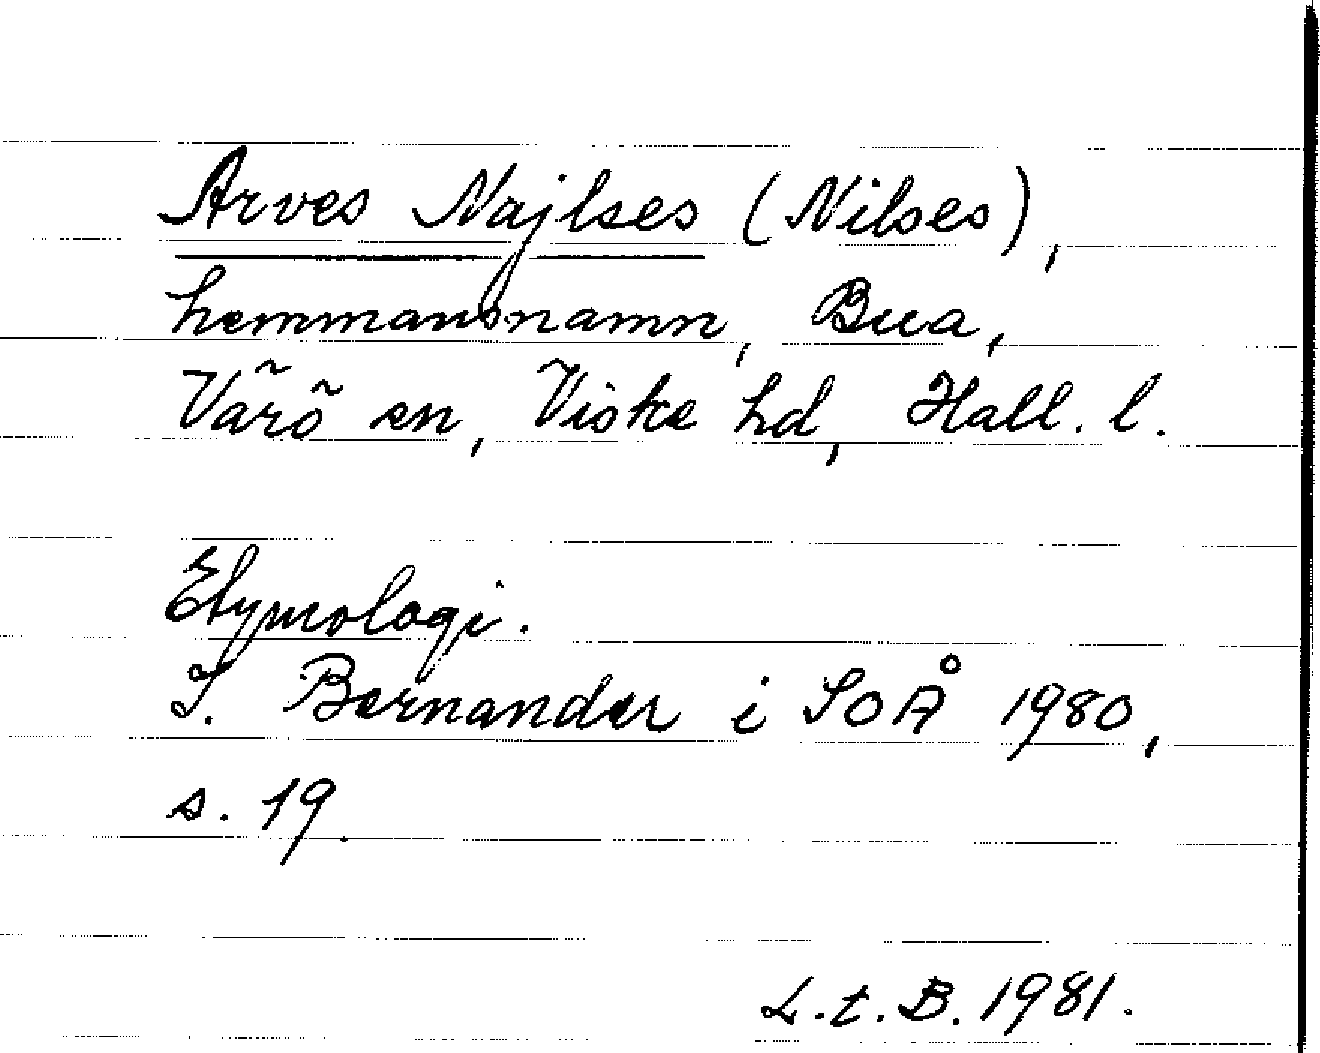 Arves Najlses (Nilses),
hemmansnamn, Bua,
Värö sn, Viske hd, Hall. l.
Etymologi.
I. Bernander i SOÅ 1980,
s. 19.
L.t.B. 1981.